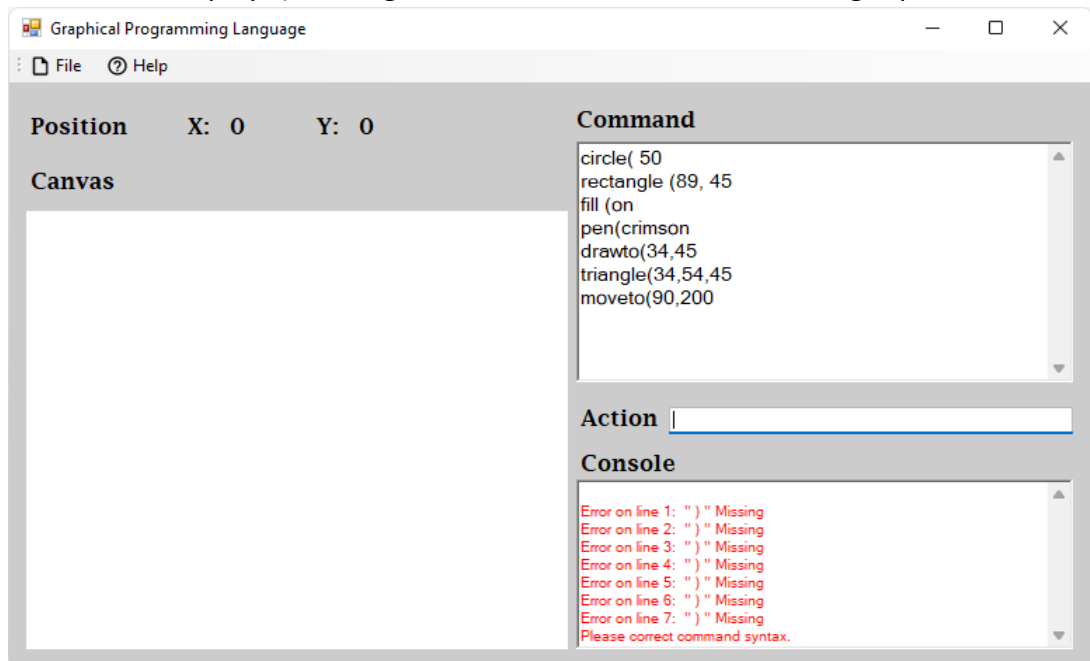 Graphical Programming Language
File Help
Position X: 0 Y: 0
Canvas
Command
circle( 50
rectangle (89, 45
fill (on
pen(crimson
drawto(34,45
triangle(34,54,45
moveto(90,200
Action
Console
Error on line 1: " ) " Missing
Error on line 2: " ) " Missing
Error on line 3: " ) " Missing
Error on line 4: " ) " Missing
Error on line 5: " ) " Missing
Error on line 6: " ) " Missing
Error on line 7: " ) " Missing
Please correct command syntax.